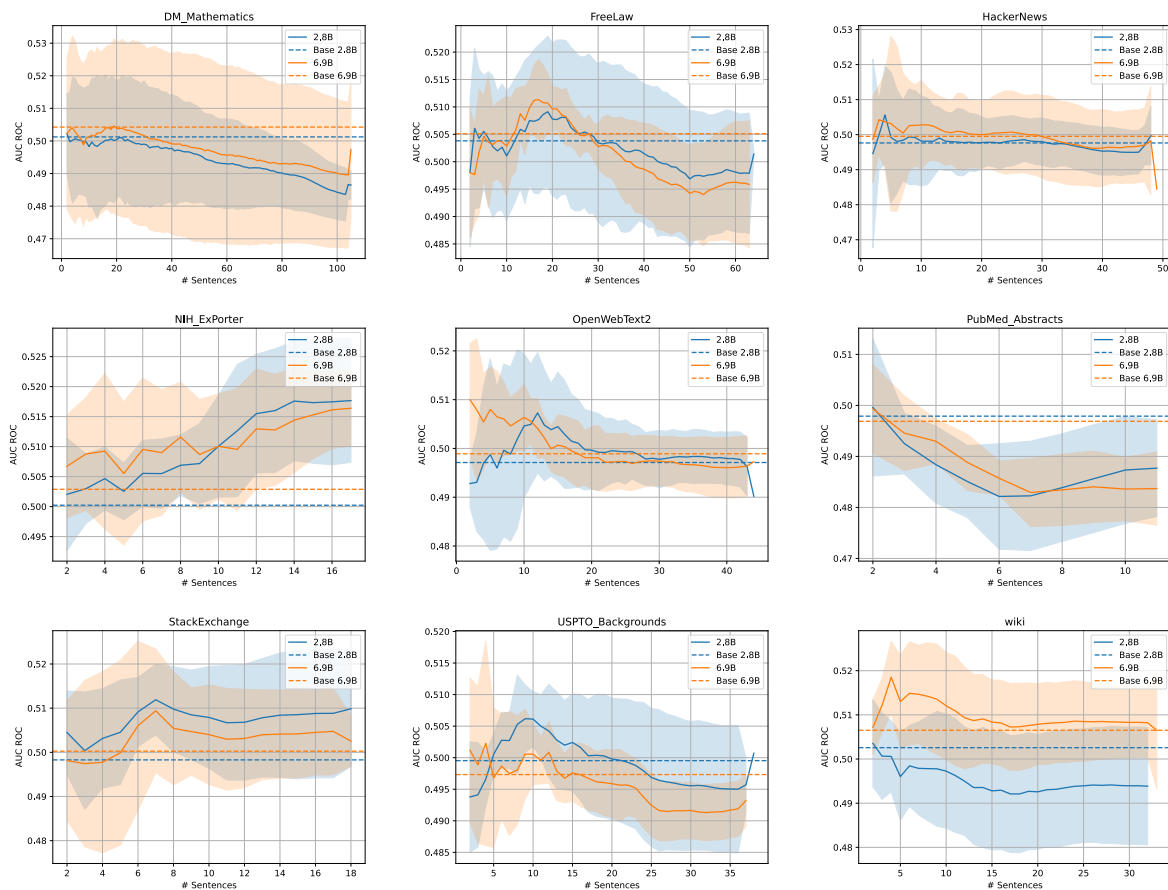 DM_Mathematics
0.53
0.52
0.51
0.50
0.49
0.48
0.47
AUC ROC
0 20 40 60 80 100
# Sentences
2,8B
Base 2.8B
6.9B
Base 6.9B
FreeLaw
0.520
0.515
0.510
0.505
0.500
0.495
0.490
0.485
AUC ROC
0 10 20 30 40 50 60
# Sentences
2,8B
Base 2.8B
6.9B
Base 6.9B
HackerNews
0.53
0.52
0.51
0.50
0.49
0.48
0.47
AUC ROC
0 10 20 30 40 50
# Sentences
2,8B
Base 2.8B
6.9B
Base 6.9B
NIH_ExPorter
0.525
0.520
0.515
0.510
0.505
0.500
0.495
AUC ROC
2 4 6 8 10 12 14 16
# Sentences
2.8B
Base 2.8B
6.9B
Base 6.9B
OpenWebText2
0.52
0.51
0.50
0.49
0.48
AUC ROC
0 10 20 30 40
# Sentences
2.8B
Base 2.8B
6.9B
Base 6.9B
PubMed_Abstracts
0.51
0.50
0.49
0.48
0.47
AUC ROC
2 4 6 8 10
# Sentences
2.8B
Base 2.8B
6.9B
Base 6.9B
StackExchange
0.52
0.51
0.50
0.49
0.48
AUC ROC
2 4 6 8 10 12 14 16 18
# Sentences
2,8B
Base 2.8B
6.9B
Base 6.9B
USPTO_Backgrounds
0.520
0.515
0.510
0.505
0.500
0.495
0.490
0.485
AUC ROC
5 10 15 20 25 30 35
# Sentences
2,8B
Base 2.8B
6.9B
Base 6.9B
wiki
0.52
0.51
0.50
0.49
0.48
AUC ROC
5 10 15 20 25 30
# Sentences
2,8B
Base 2.8B
6.9B
Base 6.9B